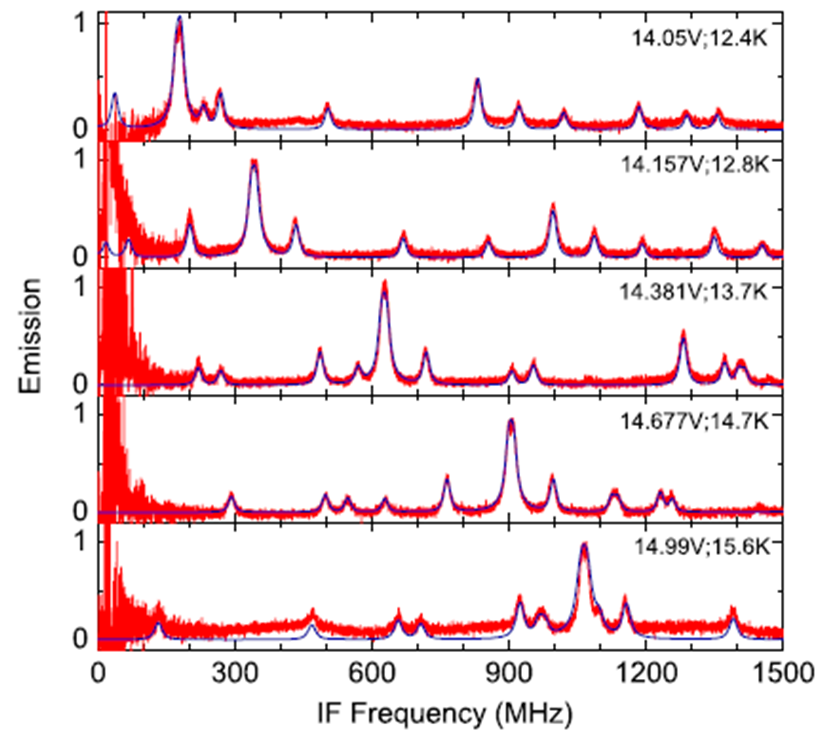 1
14.05V;12.4K
0
1
14.157V;12.8K
0
1
14.381V;13.7K
0
1
14.677V;14.7K
0
1
14.99V;15.6K
0
Emission
0 300 600 900 1200 1500
IF Frequency (MHz)